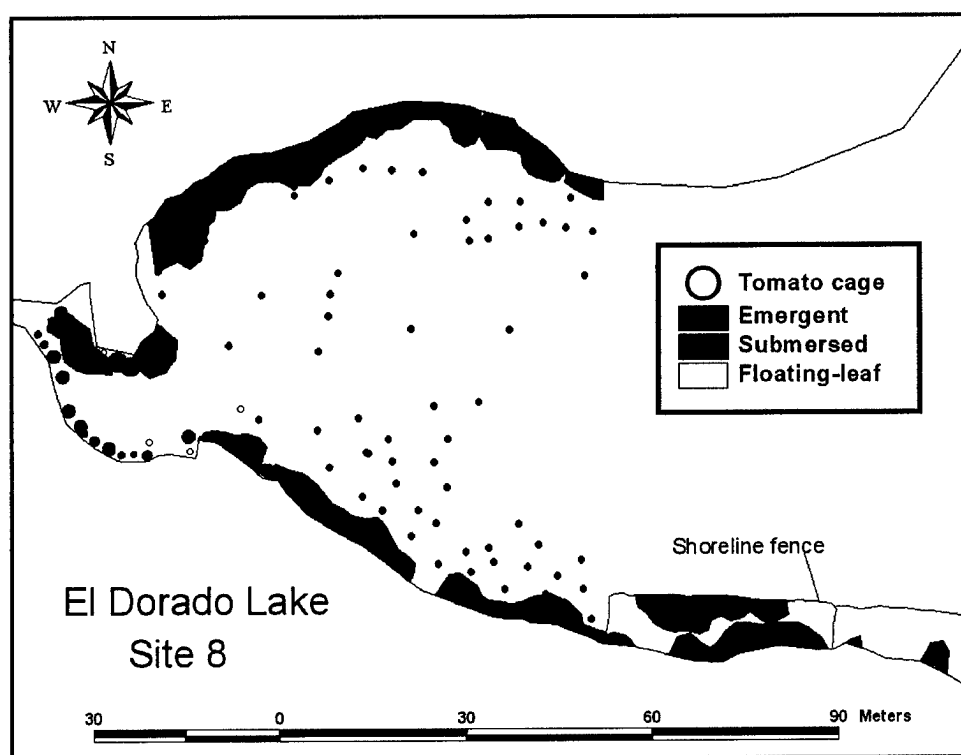 N
W E
S
Tomato cage
Emergent
Submersed
Floating-leaf
Shoreline fence
El Dorado Lake
Site 8
30 0 30 60 90 Meters